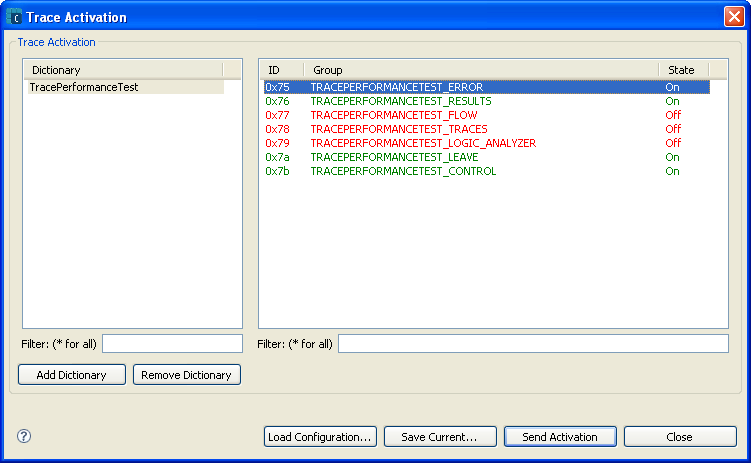 Trace Activation
Trace Activation
Dictionary
TracePerformanceTest
ID Group State
0x75 TRACEPERFORMANCETEST_ERROR On
0x76 TRACEPERFORMANCETEST_RESULTS On
0x77 TRACEPERFORMANCETEST_FLOW Off
0x78 TRACEPERFORMANCETEST_TRACES Off
0x79 TRACEPERFORMANCETEST_LOGIC_ANALYZER Off
0x7a TRACEPERFORMANCETEST_LEAVE On
0x7b TRACEPERFORMANCETEST_CONTROL On
Filter: (* for all) Filter: (* for all)
Add Dictionary Remove Dictionary
? Load Configuration... Save Current... Send Activation Close